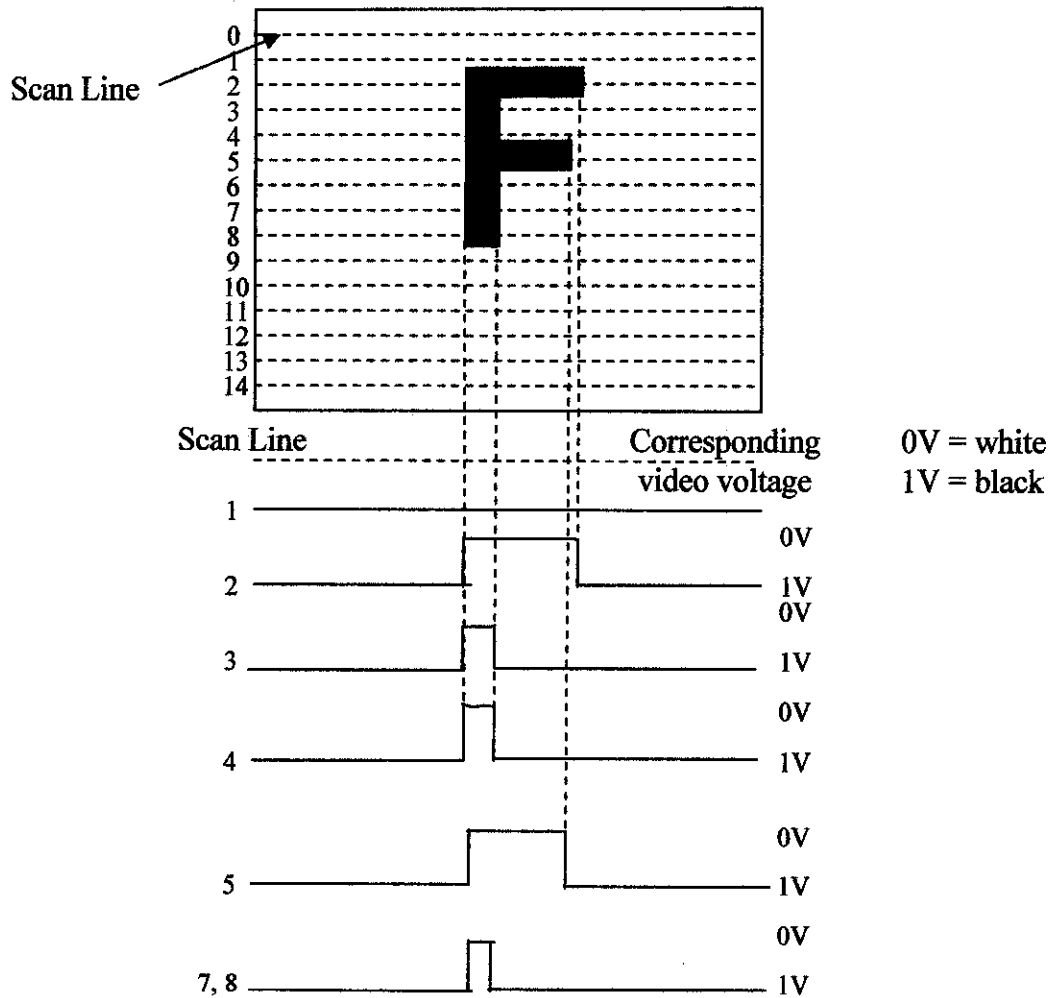 0
1
Scan Line
2
3
4
5
6
7
8
9
10
11
12
13
14
F
Scan Line Corresponding 0V = white
video voltage 1V = black
1
0V
2 1V
0V
3 1V
0V
4 1V
0V
5 1V
0V
7, 8 1V